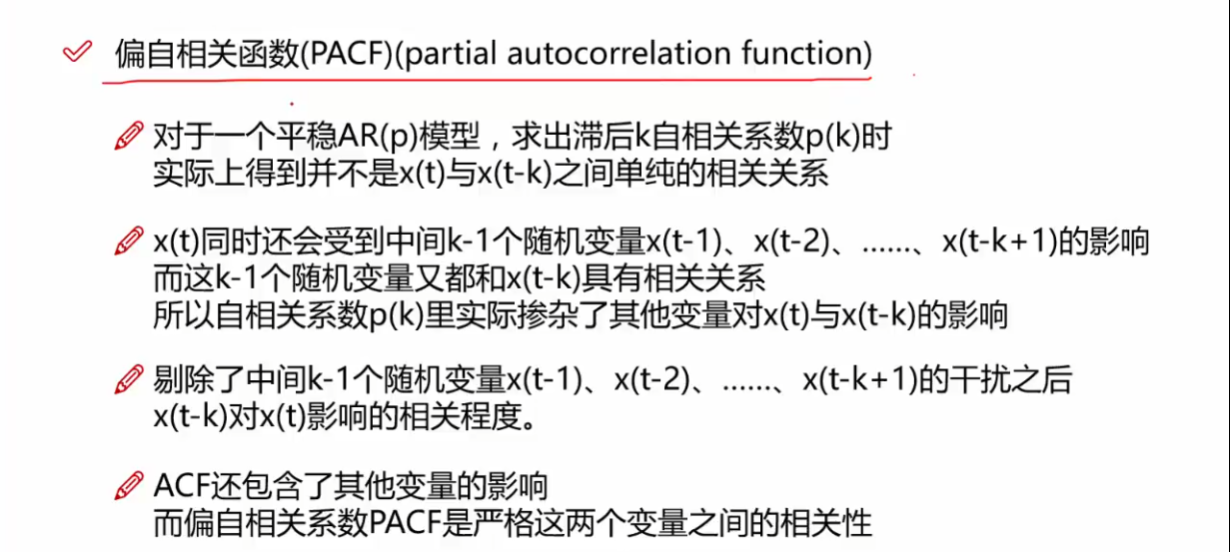 偏自相关函数(PACF)(partial autocorrelation function)
对于一个平稳AR(p)模型，求出滞后k自相关系数p(k)时
实际上得到并不是x(t)与x(t-k)之间单纯的相关关系
x(t)同时还会受到中间k-1个随机变量x(t-1)、x(t-2)、……、x(t-k+1)的影响
而这k-1个随机变量又都和x(t-k)具有相关关系
所以自相关系数p(k)里实际掺杂了其他变量对x(t)与x(t-k)的影响
剔除了中间k-1个随机变量x(t-1)、x(t-2)、……、x(t-k+1)的干扰之后
x(t-k)对x(t)影响的相关程度。
ACF还包含了其他变量的影响
而偏自相关系数PACF是严格这两个变量之间的相关性